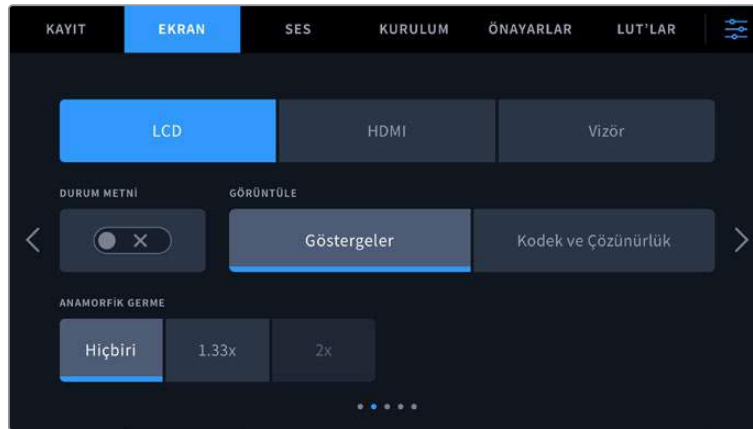 KAYIT EKRAN SES KURULUM ÖNAYARLAR LUT'LAR
LCD HDMI Vizör
DURUM METNİ GÖRÜNTÜLE
Göstergeler Kodek ve Çözünürlük
ANAMORFİK GERME
Hiçbiri 1.33x 2x